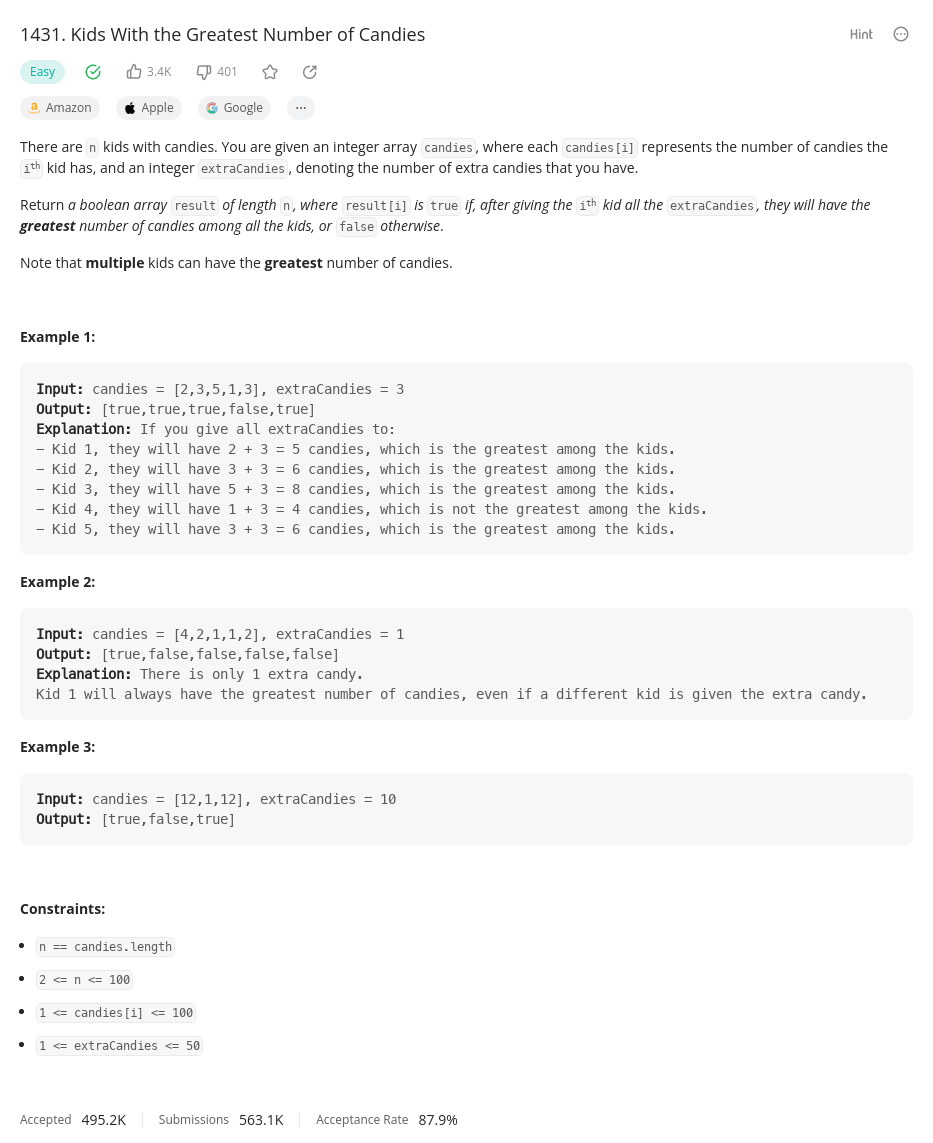 1431. Kids With the Greatest Number of Candies
Hint
Easy 3.4K 401
Amazon Apple Google ...
There are n kids with candies. You are given an integer array candies, where each candies[i] represents the number of candies the
ith kid has, and an integer extraCandies, denoting the number of extra candies that you have.
Return a boolean array result of length n, where result[i] is true if, after giving the ith kid all the extraCandies, they will have the
greatest number of candies among all the kids, or false otherwise.
Note that multiple kids can have the greatest number of candies.
Example 1:
Input: candies = [2,3,5,1,3], extraCandies = 3
Output: [true,true,true,false,true]
Explanation: If you give all extraCandies to:
- Kid 1, they will have 2 + 3 = 5 candies, which is the greatest among the kids.
- Kid 2, they will have 3 + 3 = 6 candies, which is the greatest among the kids.
- Kid 3, they will have 5 + 3 = 8 candies, which is the greatest among the kids.
- Kid 4, they will have 1 + 3 = 4 candies, which is not the greatest among the kids.
- Kid 5, they will have 3 + 3 = 6 candies, which is the greatest among the kids.
Example 2:
Input: candies = [4,2,1,1,2], extraCandies = 1
Output: [true,false,false,false,false]
Explanation: There is only 1 extra candy.
Kid 1 will always have the greatest number of candies, even if a different kid is given the extra candy.
Example 3:
Input: candies = [12,1,12], extraCandies = 10
Output: [true,false,true]
Constraints:
• n == candies.length
• 2 <= n <= 100
• 1 <= candies[i] <= 100
• 1 <= extraCandies <= 50
Accepted 495.2K Submissions 563.1K Acceptance Rate 87.9%